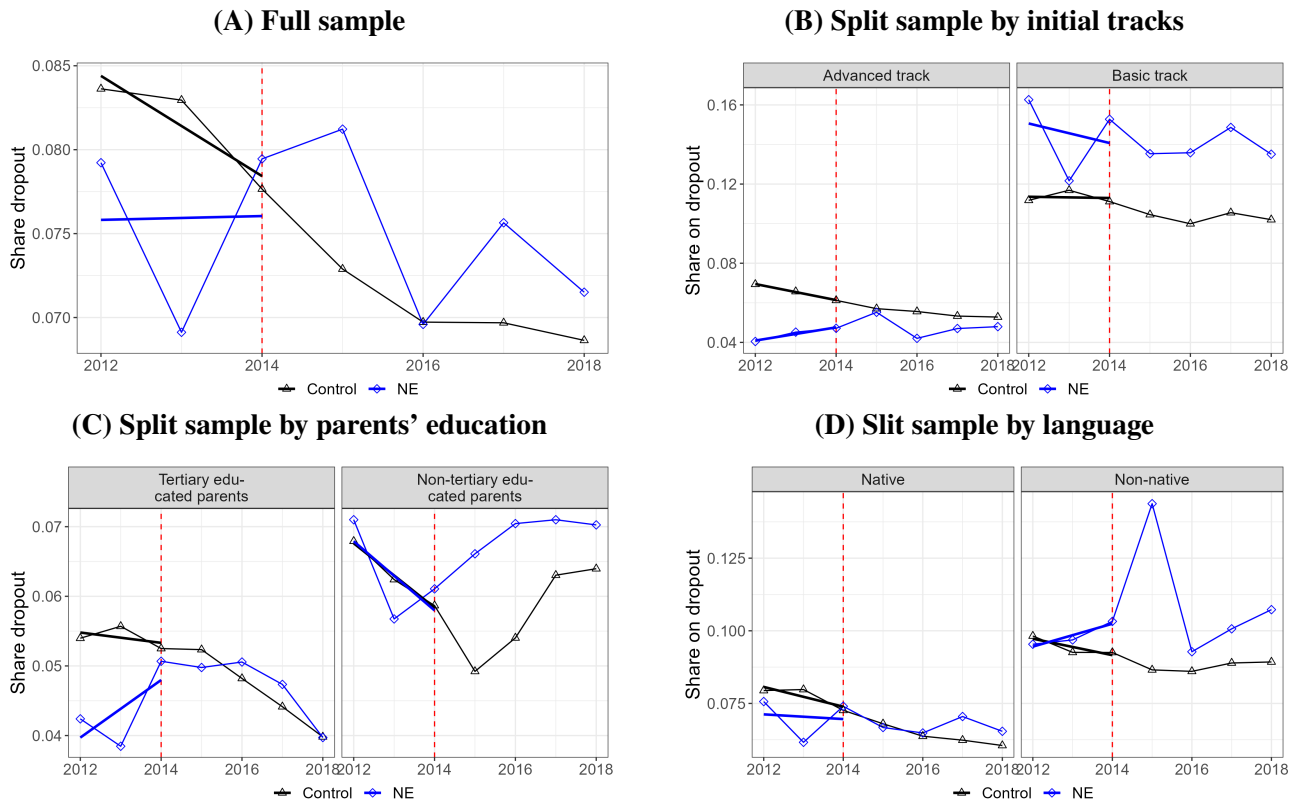 (A) Full sample
Share dropout
0.085
0.080
0.075
0.070
2012 2014 2016 2018
Control NE
(B) Split sample by initial tracks
Advanced track Basic track
Share on dropout
0.16
0.12
0.08
0.04
2012 2014 2016 2018 2012 2014 2016 2018
Control NE
(C) Split sample by parents’ education
Tertiary edu-
cated parents
Non-tertiary edu-
cated parents
Share dropout
0.07
0.06
0.05
0.04
2012 2014 2016 2018 2012 2014 2016 2018
Control NE
(D) Slit sample by language
Native Non-native
Share on dropout
0.125
0.100
0.075
2012 2014 2016 2018 2012 2014 2016 2018
Control NE